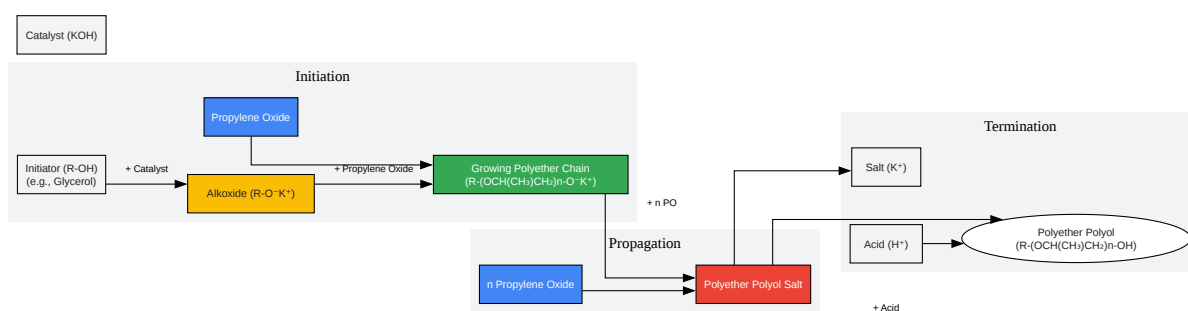 Catalyst (KOH)
Initiation
Propylene Oxide
Initiator (R-OH)
(e.g., Glycerol)
+ Catalyst
Alkoxide (R-O⁻K⁺)
+ Propylene Oxide
Growing Polyether Chain
(R-(OCH(CH₃)CH₂)n-O⁻K⁺)
+ n PO
Propagation
n Propylene Oxide
Polyether Polyol Salt
Termination
Salt (K⁺)
Acid (H⁺)
Polyether Polyol
(R-(OCH(CH₃)CH₂)n-OH)
+ Acid